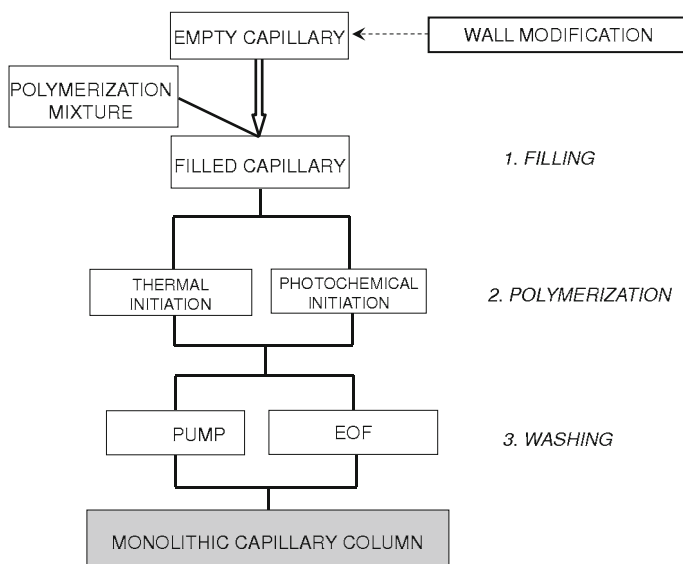 EMPTY CAPILLARY
WALL MODIFICATION
POLYMERIZATION
MIXTURE
FILLED CAPILLARY
1. FILLING
THERMAL
INITIATION
PHOTOCHEMICAL
INITIATION
2. POLYMERIZATION
PUMP
EOF
3. WASHING
MONOLITHIC CAPILLARY COLUMN